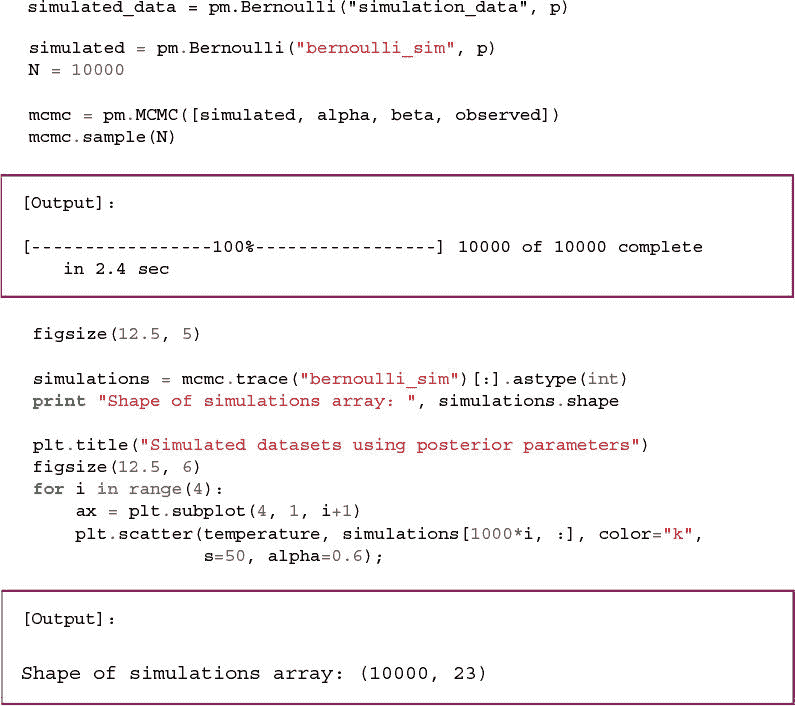 simulated_data = pm.Bernoulli("simulation_data", p)
simulated = pm.Bernoulli("bernoulli_sim", p)
N = 10000
mcmc = pm.MCMC([simulated, alpha, beta, observed])
mcmc.sample(N)
[Output]:
[-----------------100%-----------------] 10000 of 10000 complete
    in 2.4 sec
figsize(12.5, 5)
simulations = mcmc.trace("bernoulli_sim")[:].astype(int)
print "Shape of simulations array: ", simulations.shape
plt.title("Simulated datasets using posterior parameters")
figsize(12.5, 6)
for i in range(4):
    ax = plt.subplot(4, 1, i+1)
    plt.scatter(temperature, simulations[1000*i, :], color="k",
                s=50, alpha=0.6);
[Output]:
Shape of simulations array: (10000, 23)